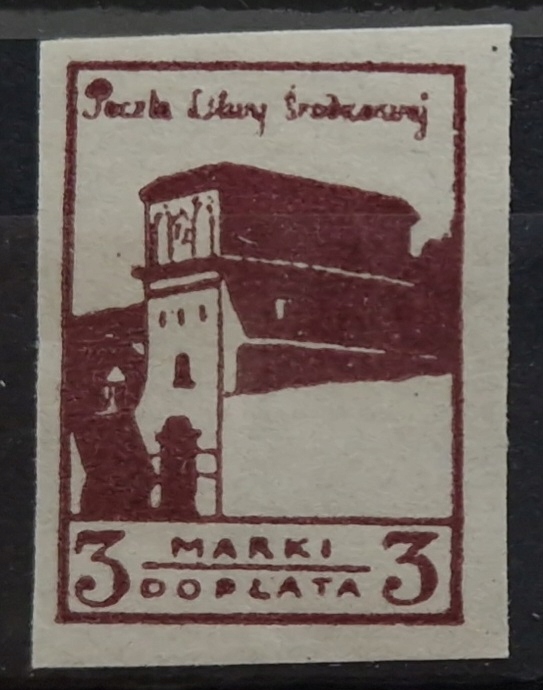 Poczta Litwy Środkowej
3 MARKI 3
DOPŁATA